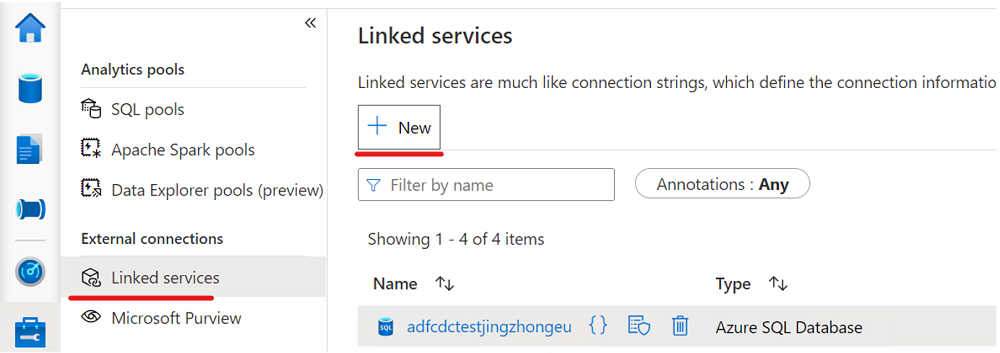 «
Analytics pools
SQL pools
Apache Spark pools
Data Explorer pools (preview)
External connections
Linked services
Microsoft Purview
Linked services
Linked services are much like connection strings, which define the connection informatio
+ New
Filter by name
Annotations : Any
Showing 1 - 4 of 4 items
Name ↑↓ Type ↑↓
SQL adfcdctestjingzhongeu {} Azure SQL Database